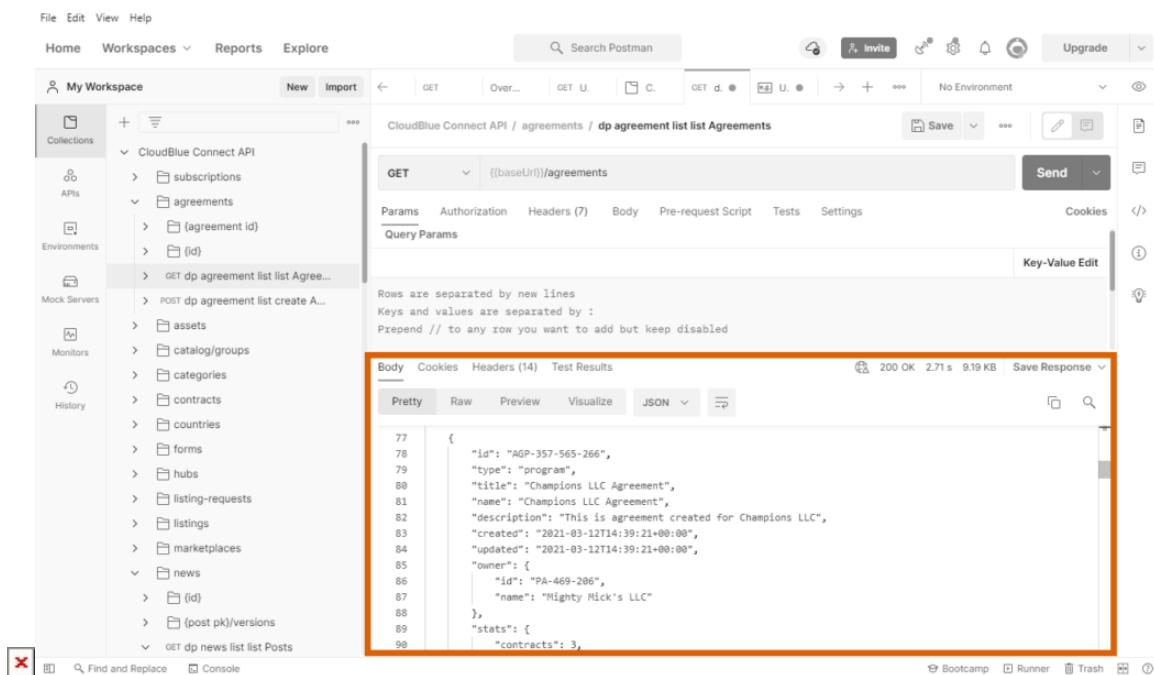 File Edit View Help
Home Workspaces Reports Explore Search Postman Invite Upgrade
My Workspace New Import GET Over... GET U. C. GET d. U. No Environment
Collections
APIs
Environments
Mock Servers
Monitors
History
CloudBlue Connect API
subscriptions
agreements
{agreement id}
{id}
GET dp agreement list list Agree...
POST dp agreement list create A...
assets
catalog/groups
categories
contracts
countries
forms
hubs
listing-requests
listings
marketplaces
news
{id}
{post pk}/versions
GET dp news list list Posts
CloudBlue Connect API / agreements / dp agreement list list Agreements Save
GET {{baseUrl}}/agreements Send
Params Authorization Headers (7) Body Pre-request Script Tests Settings Cookies
Query Params
Key-Value Edit
Rows are separated by new lines
Keys and values are separated by :
Prepend // to any row you want to add but keep disabled
Body Cookies Headers (14) Test Results 200 OK 2.71 s 9.19 KB Save Response
Pretty Raw Preview Visualize JSON
77 {
78 "id": "AGP-357-565-266",
79 "type": "program",
80 "title": "Champions LLC Agreement",
81 "name": "Champions LLC Agreement",
82 "description": "This is agreement created for Champions LLC",
83 "created": "2021-03-12T14:39:21+00:00",
84 "updated": "2021-03-12T14:39:21+00:00",
85 "owner": {
86 "id": "PA-469-206",
87 "name": "Mighty Mick's LLC"
88 },
89 "stats": {
90 "contracts": 3,
Find and Replace Console Bootcamp Runner Trash